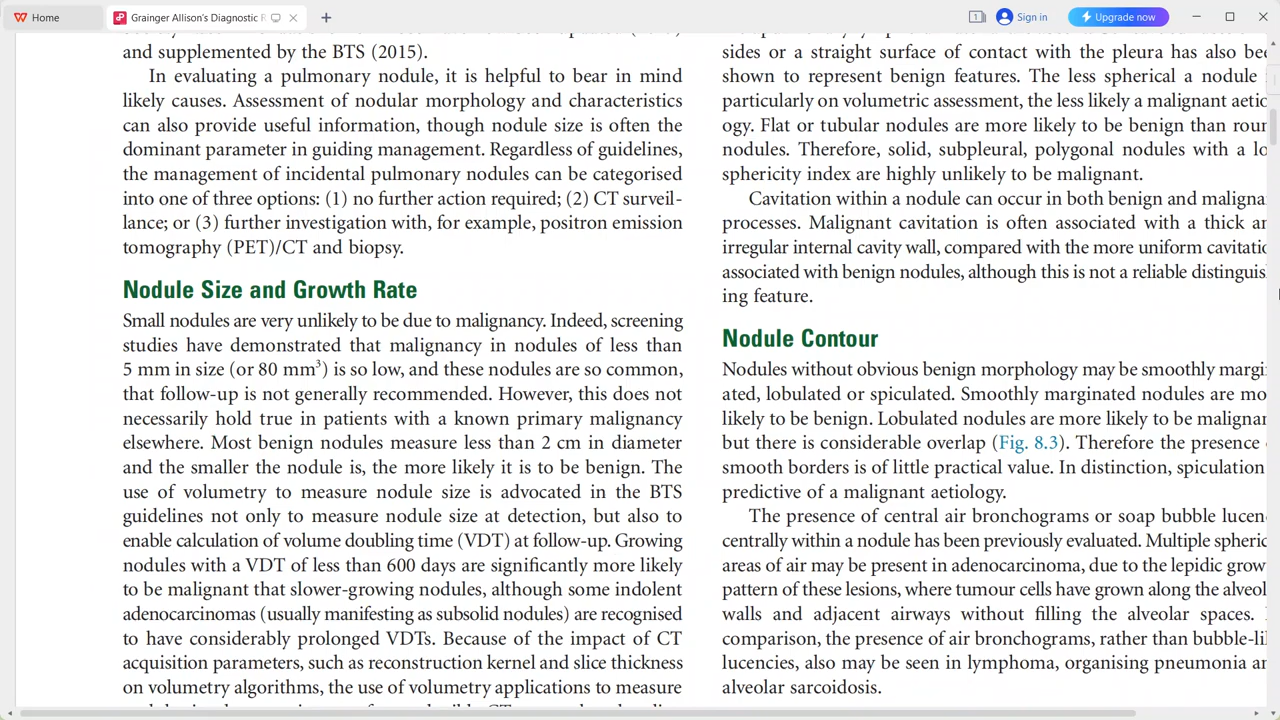 Home
Grainger Allison's Diagnostic
Sign in
Upgrade now
and supplemented by the BTS (2015).
In evaluating a pulmonary nodule, it is helpful to bear in mind
likely causes. Assessment of nodular morphology and characteristics
can also provide useful information, though nodule size is often the
dominant parameter in guiding management. Regardless of guidelines,
the management of incidental pulmonary nodules can be categorised
into one of three options: (1) no further action required; (2) CT surveil-
lance; or (3) further investigation with, for example, positron emission
tomography (PET)/CT and biopsy.
Nodule Size and Growth Rate
Small nodules are very unlikely to be due to malignancy. Indeed, screening
studies have demonstrated that malignancy in nodules of less than
5 mm in size (or 80 mm³) is so low, and these nodules are so common,
that follow-up is not generally recommended. However, this does not
necessarily hold true in patients with a known primary malignancy
elsewhere. Most benign nodules measure less than 2 cm in diameter
and the smaller the nodule is, the more likely it is to be benign. The
use of volumetry to measure nodule size is advocated in the BTS
guidelines not only to measure nodule size at detection, but also to
enable calculation of volume doubling time (VDT) at follow-up. Growing
nodules with a VDT of less than 600 days are significantly more likely
to be malignant that slower-growing nodules, although some indolent
adenocarcinomas (usually manifesting as subsolid nodules) are recognised
to have considerably prolonged VDTs. Because of the impact of CT
acquisition parameters, such as reconstruction kernel and slice thickness
on volumetry algorithms, the use of volumetry applications to measure
sides or a straight surface of contact with the pleura has also bee
shown to represent benign features. The less spherical a nodule
particularly on volumetric assessment, the less likely a malignant aetio
ogy. Flat or tubular nodules are more likely to be benign than roun
nodules. Therefore, solid, subpleural, polygonal nodules with a lo
sphericity index are highly unlikely to be malignant.
Cavitation within a nodule can occur in both benign and maligna
processes. Malignant cavitation is often associated with a thick an
irregular internal cavity wall, compared with the more uniform cavitatio
associated with benign nodules, although this is not a reliable distinguis
ing feature.
Nodule Contour
Nodules without obvious benign morphology may be smoothly margi
ated, lobulated or spiculated. Smoothly marginated nodules are mo
likely to be benign. Lobulated nodules are more likely to be malignan
but there is considerable overlap (Fig. 8.3). Therefore the presence
smooth borders is of little practical value. In distinction, spiculation
predictive of a malignant aetiology.
The presence of central air bronchograms or soap bubble lucen
centrally within a nodule has been previously evaluated. Multiple spheric
areas of air may be present in adenocarcinoma, due to the lepidic grow
pattern of these lesions, where tumour cells have grown along the alveol
walls and adjacent airways without filling the alveolar spaces.
comparison, the presence of air bronchograms, rather than bubble-li
lucencies, also may be seen in lymphoma, organising pneumonia an
alveolar sarcoidosis.